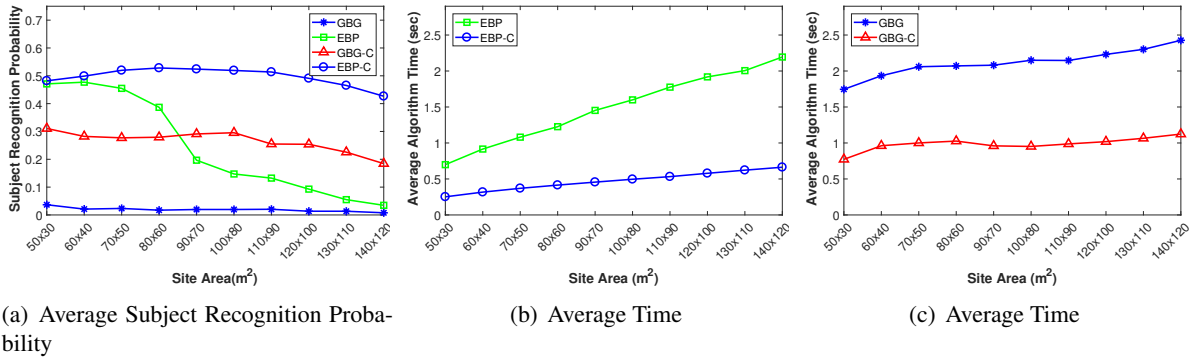 Subject Recognition Probability
0.7
0.6
0.5
0.4
0.3
0.2
0.1
0
GBG
EBP
GBG-C
EBP-C
50x30
60x40
70x50
80x60
90x70
100x80
110x90
120x100
130x110
140x120
Site Area(m²)
(a) Average Subject Recognition Proba-
bility
Average Algorithm Time (sec)
2.5
2
1.5
1
0.5
0
EBP
EBP-C
50x30
60x40
70x50
80x60
90x70
100x80
110x90
120x100
130x110
140x120
Site Area (m²)
(b) Average Time
Average Algorithm Time (sec)
2.5
2
1.5
1
0.5
0
GBG
GBG-C
50x30
60x40
70x50
80x60
90x70
100x80
110x90
120x100
130x110
140x120
Site Area (m²)
(c) Average Time